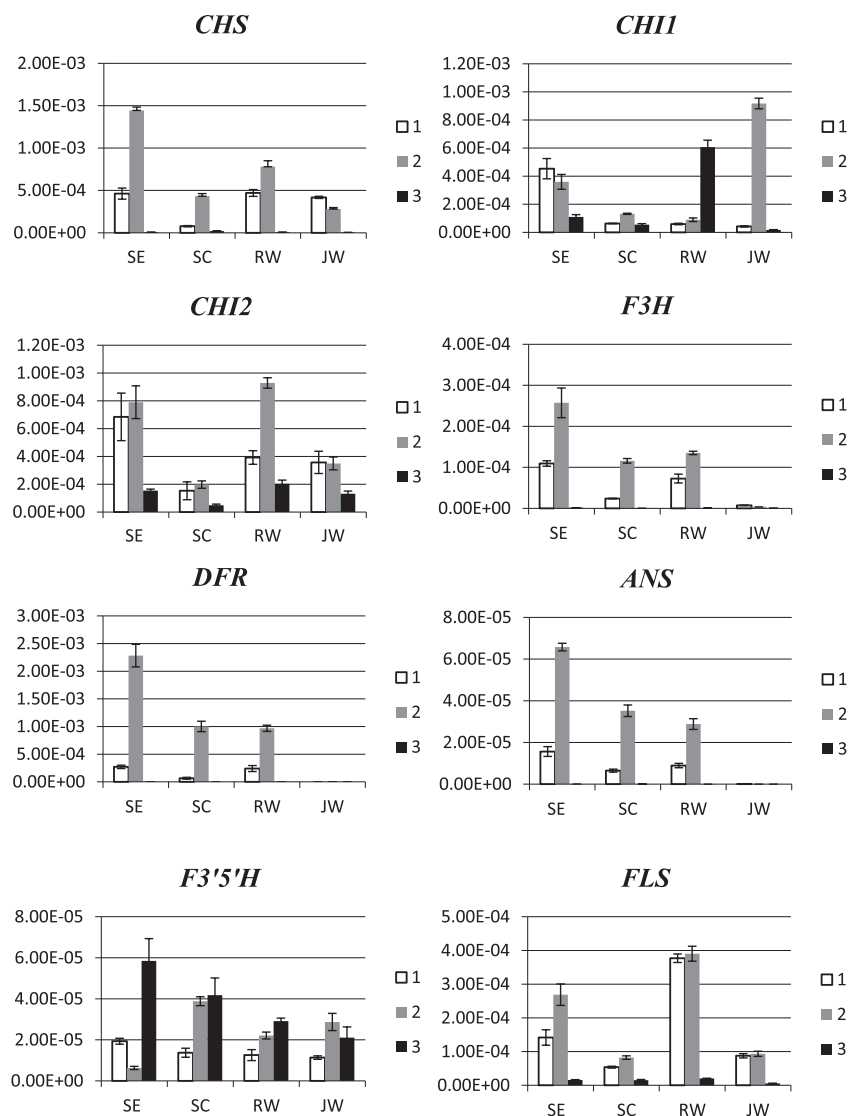 CHS
2.00E-03
1.50E-03
1.00E-03
5.00E-04
0.00E+00
SE SC RW JW
1
2
3
CHI1
1.20E-03
1.00E-03
8.00E-04
6.00E-04
4.00E-04
2.00E-04
0.00E+00
SE SC RW JW
1
2
3
CHI2
1.20E-03
1.00E-03
8.00E-04
6.00E-04
4.00E-04
2.00E-04
0.00E+00
SE SC RW JW
1
2
3
F3H
4.00E-04
3.00E-04
2.00E-04
1.00E-04
0.00E+00
SE SC RW JW
1
2
3
DFR
3.00E-03
2.50E-03
2.00E-03
1.50E-03
1.00E-03
5.00E-04
0.00E+00
SE SC RW JW
1
2
3
ANS
8.00E-05
6.00E-05
4.00E-05
2.00E-05
0.00E+00
SE SC RW JW
1
2
3
F3'5'H
8.00E-05
6.00E-05
4.00E-05
2.00E-05
0.00E+00
SE SC RW JW
1
2
3
FLS
5.00E-04
4.00E-04
3.00E-04
2.00E-04
1.00E-04
0.00E+00
SE SC RW JW
1
2
3